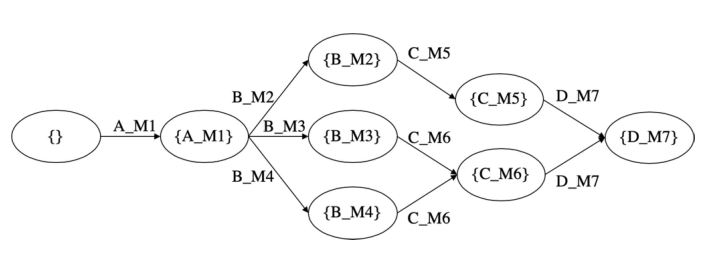 {}
A_M1
{A_M1}
B_M2
B_M3
B_M4
{B_M2}
{B_M3}
{B_M4}
C_M5
C_M6
C_M6
{C_M5}
{C_M6}
D_M7
D_M7
{D_M7}